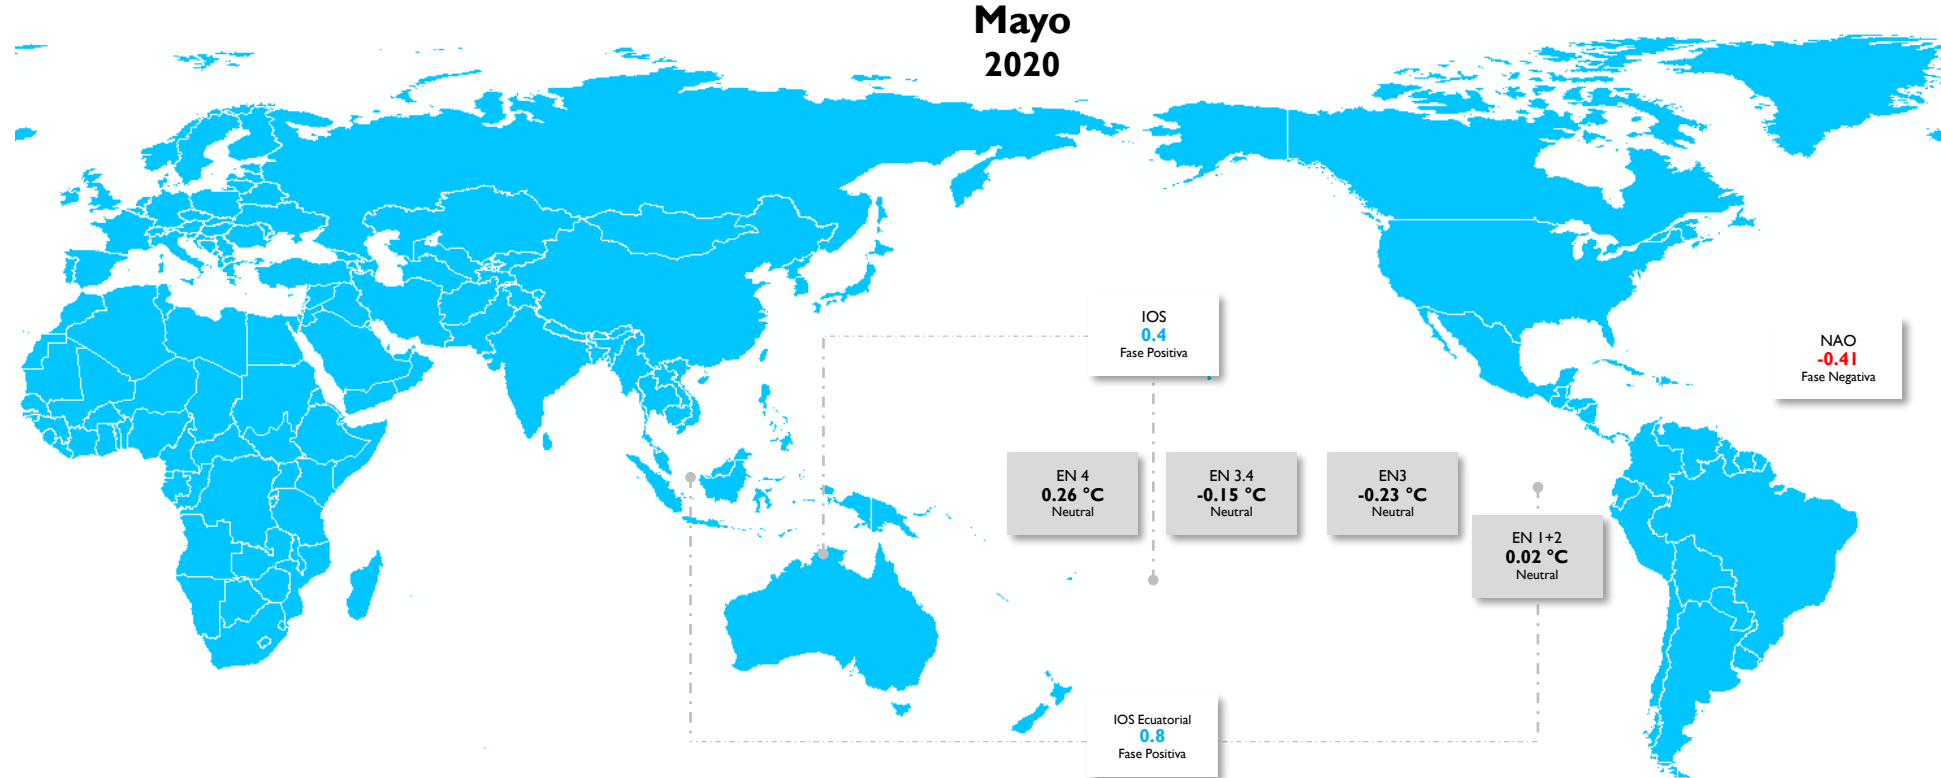 Mayo
2020
IOS
0.4
Fase Positiva
NAO
-0.41
Fase Negativa
EN 4
0.26 °C
Neutral
EN 3.4
-0.15 °C
Neutral
EN3
-0.23 °C
Neutral
EN 1+2
0.02 °C
Neutral
IOS Ecuatorial
0.8
Fase Positiva